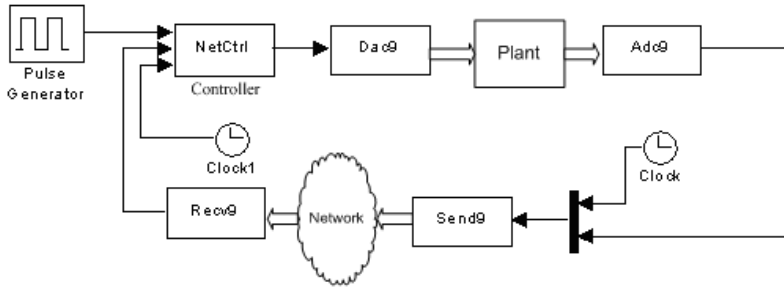 Pulse
Generator
NetCtrl
Controller
Dac9
Plant
Adc9
Clock1
Clock
Recv9
Network
Send9